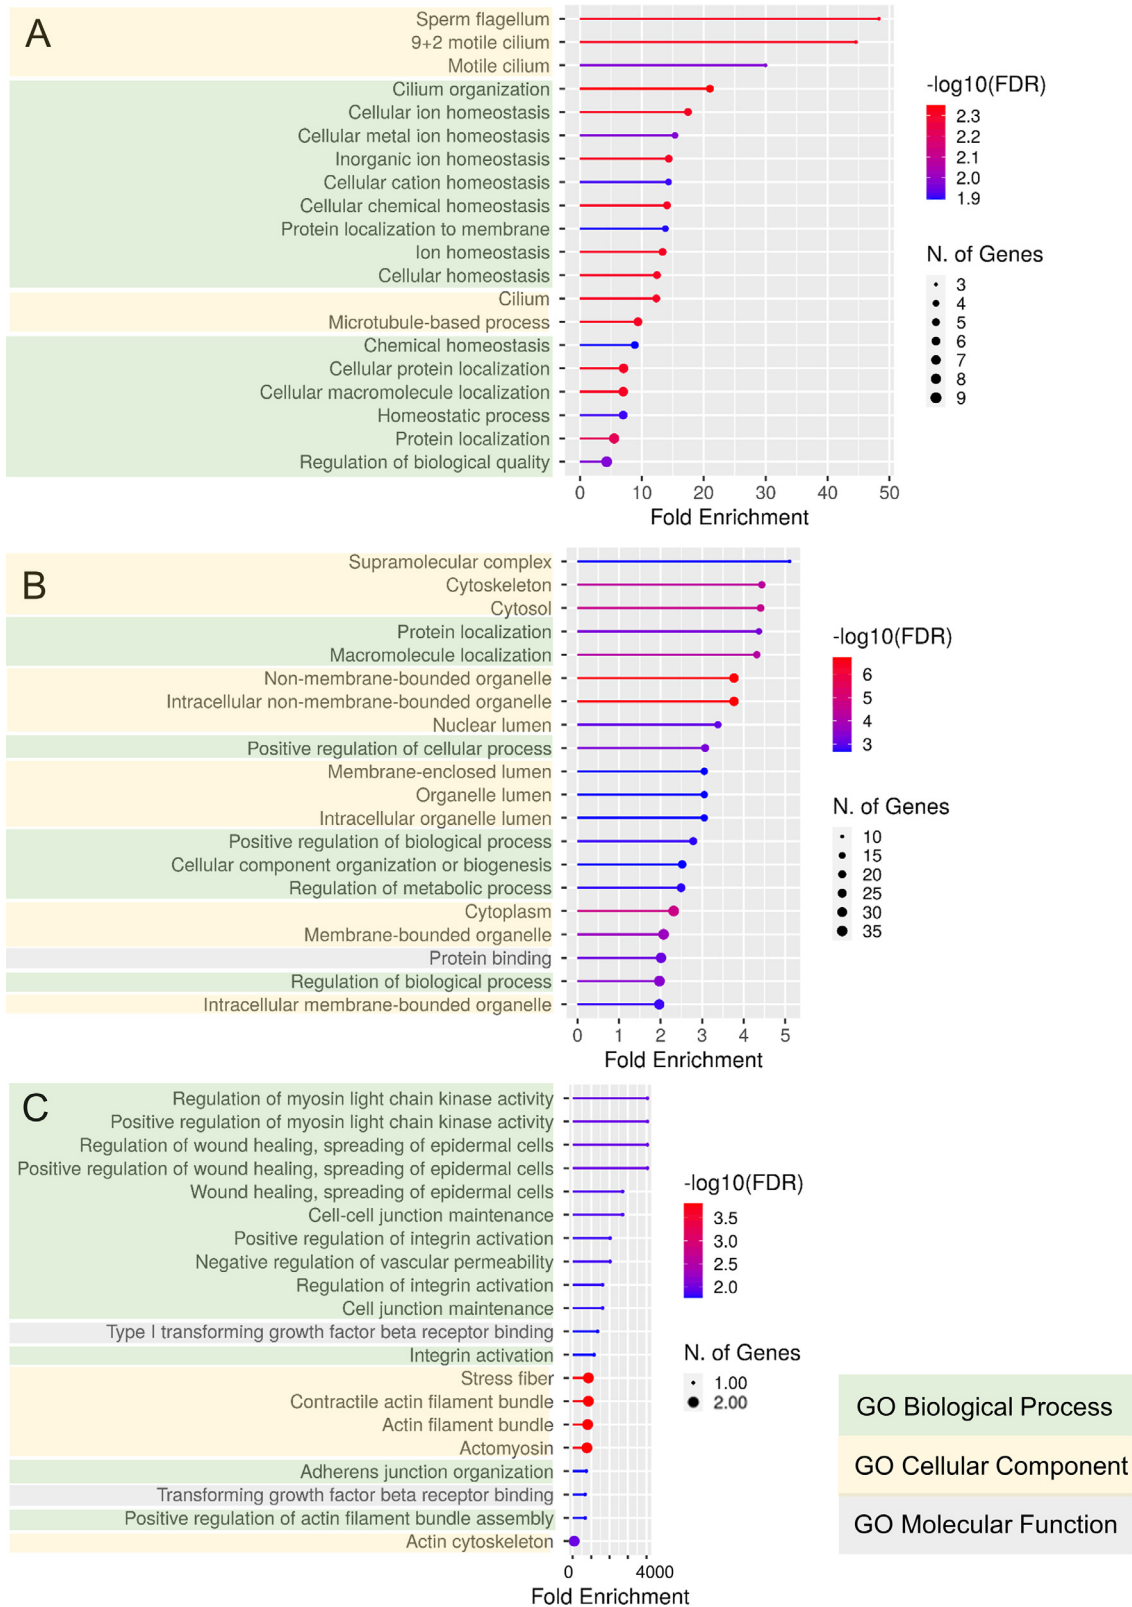 A
Sperm flagellum
9+2 motile cilium
Motile cilium
Cilium organization
Cellular ion homeostasis
Cellular metal ion homeostasis
Inorganic ion homeostasis
Cellular cation homeostasis
Cellular chemical homeostasis
Protein localization to membrane
Ion homeostasis
Cellular homeostasis
Cilium
Microtubule-based process
Chemical homeostasis
Cellular protein localization
Cellular macromolecule localization
Homeostatic process
Protein localization
Regulation of biological quality
0 10 20 30 40 50
Fold Enrichment
-log10(FDR)
2.3
2.2
2.1
2.0
1.9
N. of Genes
3
4
5
6
7
8
9
B
Supramolecular complex
Cytoskeleton
Cytosol
Protein localization
Macromolecule localization
Non-membrane-bounded organelle
Intracellular non-membrane-bounded organelle
Nuclear lumen
Positive regulation of cellular process
Membrane-enclosed lumen
Organelle lumen
Intracellular organelle lumen
Positive regulation of biological process
Cellular component organization or biogenesis
Regulation of metabolic process
Cytoplasm
Membrane-bounded organelle
Protein binding
Regulation of biological process
Intracellular membrane-bounded organelle
0 1 2 3 4 5
Fold Enrichment
-log10(FDR)
6
5
4
3
N. of Genes
10
15
20
25
30
35
C
Regulation of myosin light chain kinase activity
Positive regulation of myosin light chain kinase activity
Regulation of wound healing, spreading of epidermal cells
Positive regulation of wound healing, spreading of epidermal cells
Wound healing, spreading of epidermal cells
Cell-cell junction maintenance
Positive regulation of integrin activation
Negative regulation of vascular permeability
Regulation of integrin activation
Cell junction maintenance
Type I transforming growth factor beta receptor binding
Integrin activation
Stress fiber
Contractile actin filament bundle
Actin filament bundle
Actomyosin
Adherens junction organization
Transforming growth factor beta receptor binding
Positive regulation of actin filament bundle assembly
Actin cytoskeleton
0 4000
Fold Enrichment
-log10(FDR)
3.5
3.0
2.5
2.0
N. of Genes
1.00
2.00
GO Biological Process
GO Cellular Component
GO Molecular Function